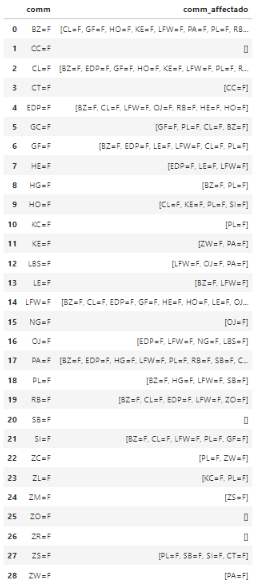 comm comm_affectado
0 BZ=F [CL=F, GF=F, HO=F, KE=F, LFW=F, PA=F, PL=F, RB...
1 CC=F []
2 CL=F [BZ=F, EDP=F, GF=F, HO=F, KE=F, LFW=F, PL=F, R...
3 CT=F [CC=F]
4 EDP=F [BZ=F, CL=F, LFW=F, OJ=F, RB=F, HE=F, HO=F]
5 GC=F [GF=F, PL=F, CL=F, BZ=F]
6 GF=F [BZ=F, EDP=F, LE=F, LFW=F, CL=F, PL=F]
7 HE=F [EDP=F, LE=F, LFW=F]
8 HG=F [BZ=F, PL=F]
9 HO=F [CL=F, KE=F, PL=F, SI=F]
10 KC=F [PL=F]
11 KE=F [ZW=F, PA=F]
12 LBS=F [LFW=F, OJ=F, PA=F]
13 LE=F [BZ=F, LFW=F]
14 LFW=F [BZ=F, CL=F, EDP=F, GF=F, HE=F, HO=F, LE=F, OJ...
15 NG=F [OJ=F]
16 OJ=F [EDP=F, LFW=F, NG=F, LBS=F]
17 PA=F [BZ=F, EDP=F, HG=F, LFW=F, PL=F, RB=F, SB=F, C...
18 PL=F [BZ=F, HG=F, LFW=F, SB=F]
19 RB=F [BZ=F, CL=F, EDP=F, LFW=F, ZO=F]
20 SB=F []
21 SI=F [BZ=F, CL=F, LFW=F, PL=F, GF=F]
22 ZC=F [PL=F, ZW=F]
23 ZL=F [KC=F, PL=F]
24 ZM=F [ZS=F]
25 ZO=F []
26 ZR=F []
27 ZS=F [PL=F, SB=F, SI=F, CT=F]
28 ZW=F [PA=F]